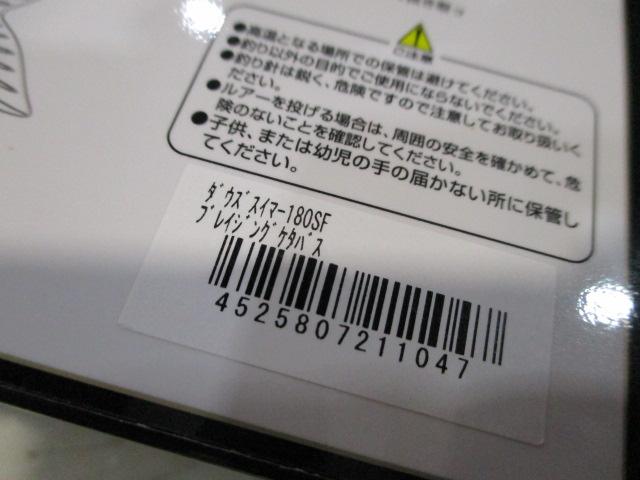 ご注意
●高温となる場所での保管は避けてください。
●釣り以外の目的でご使用にならないでください。
●釣り針は鋭く、危険ですので注意してお取り扱いく
ださい。
●ルアーを投げる場合は、周囲の安全を確かめて、危
険のないことを確認してください。
●子供、または幼児の手の届かない所に保管し
てください。
ﾀﾞｳｽﾞｽｲﾏｰ180SF
ﾌﾞﾚｲｼﾞﾝｸﾞｹﾀﾊﾞｽ
4525807211047